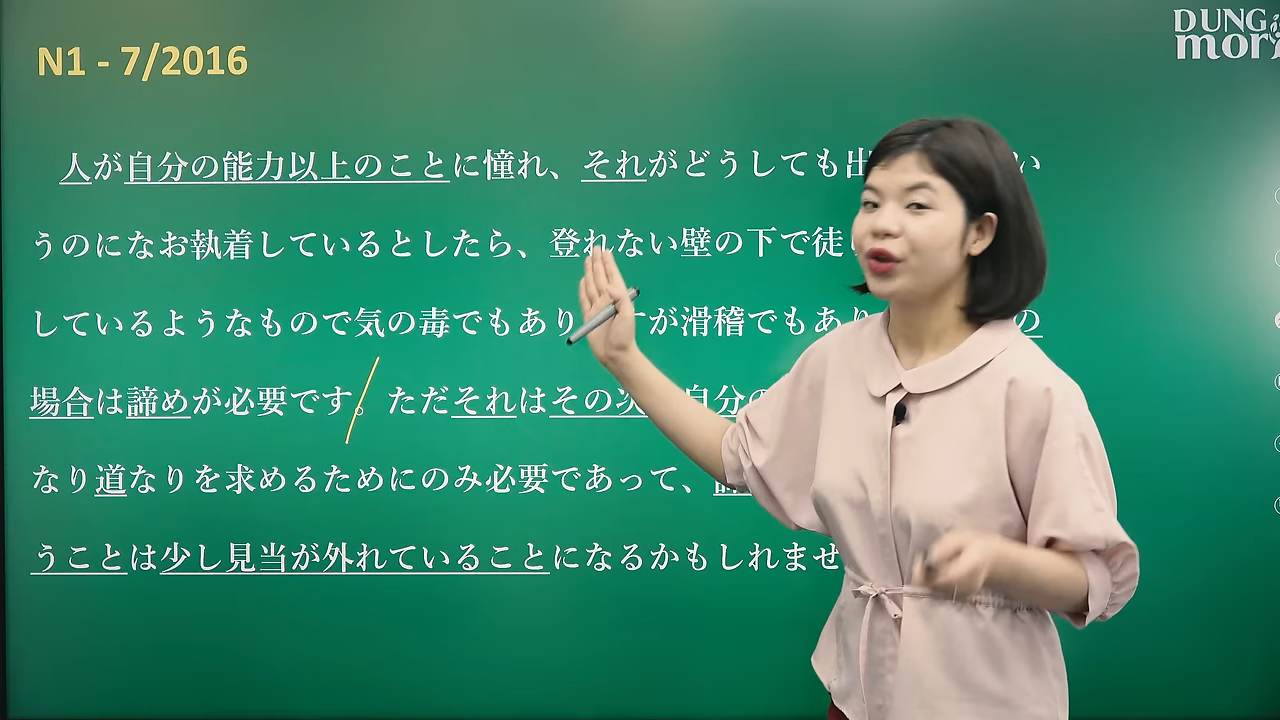 N1 - 7/2016
DUNG
mor
人が自分の能力以上のことに憧れ、それがどうしても出 い
うのになお執着しているとしたら、登れない壁の下で徒
しているようなもので気の毒でもあり すが滑稽でもあり の
場合は諦めが必要です。ただそれはその次 自分の
なり道なりを求めるためにのみ必要であって、
うことは少し見当が外れていることになるかもしれませ